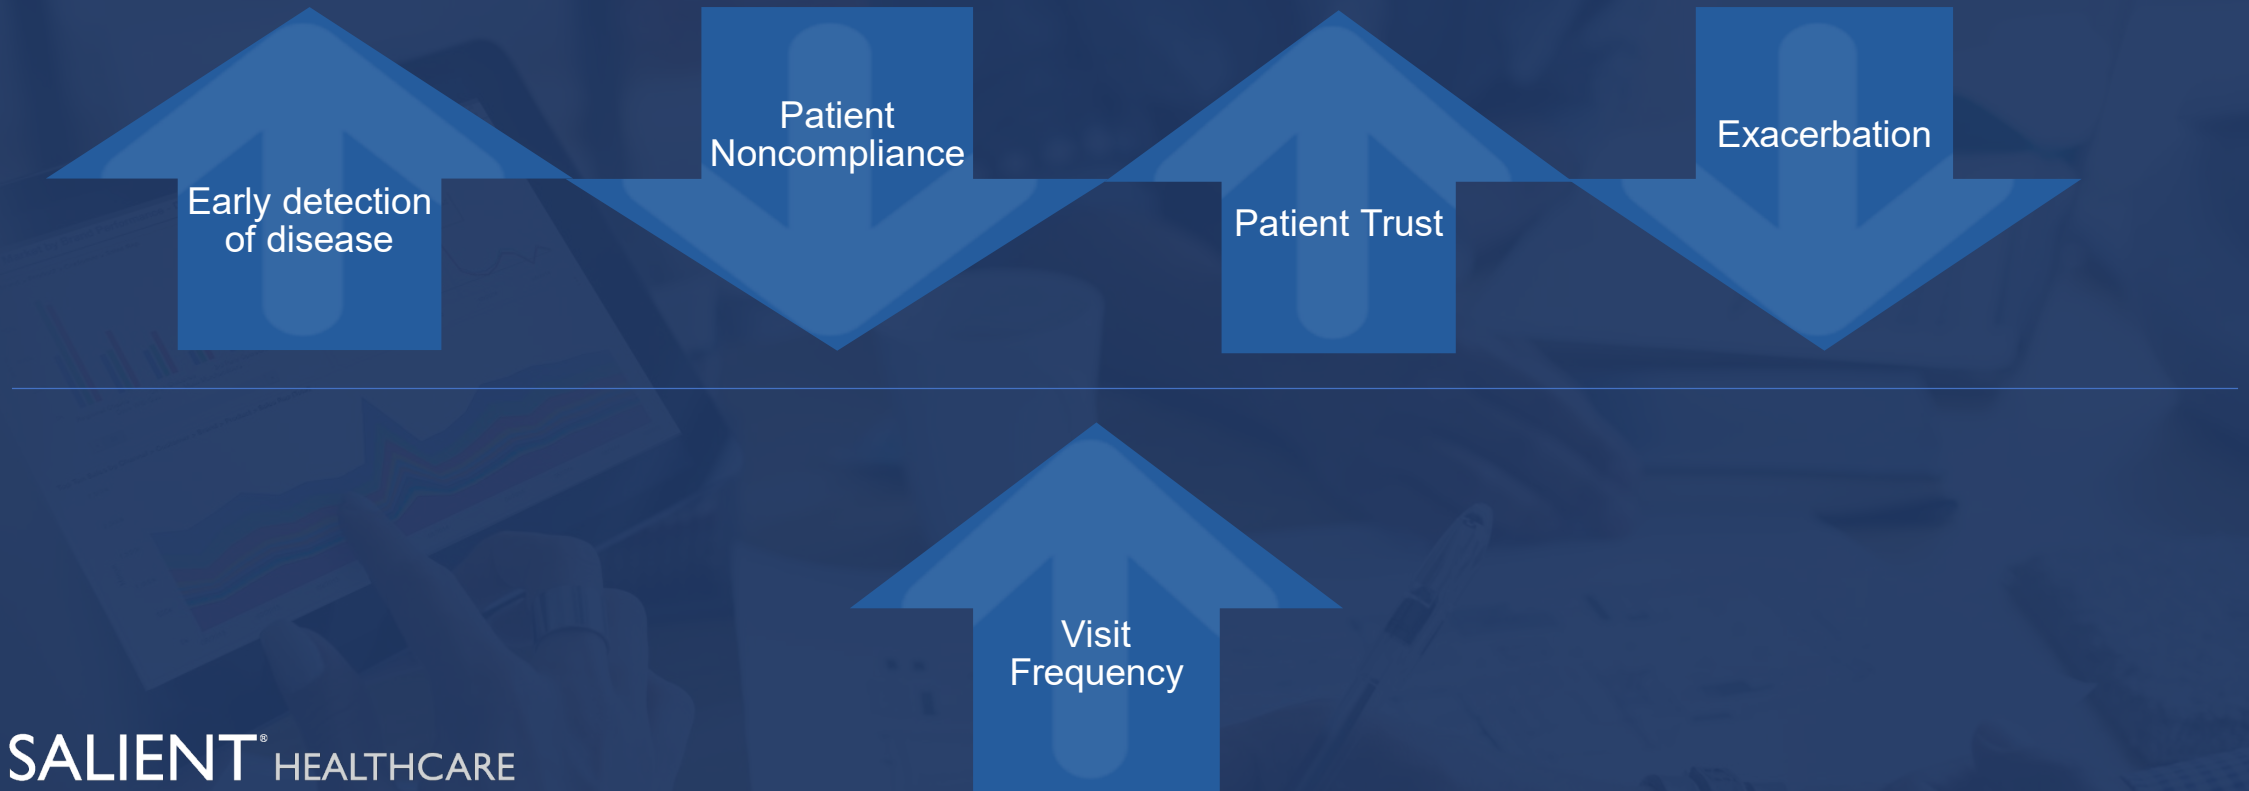 Early detection
of disease
Patient
Noncompliance
Patient Trust
Exacerbation
Visit
Frequency
SALIENT® HEALTHCARE